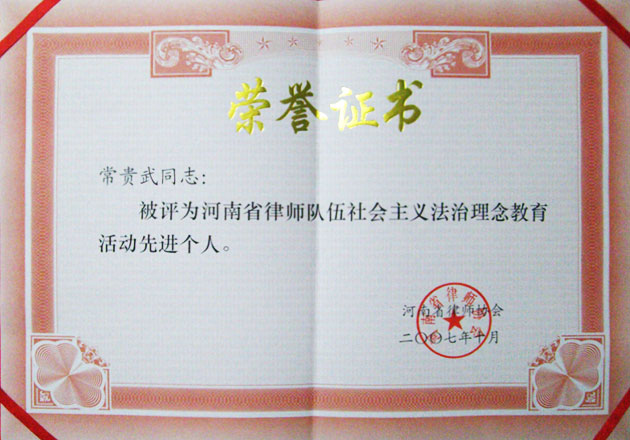 荣誉证书
常贵武同志：
被评为河南省律师队伍社会主义法治理念教育
活动先进个人。
河南省律师协会
二〇〇七年十月